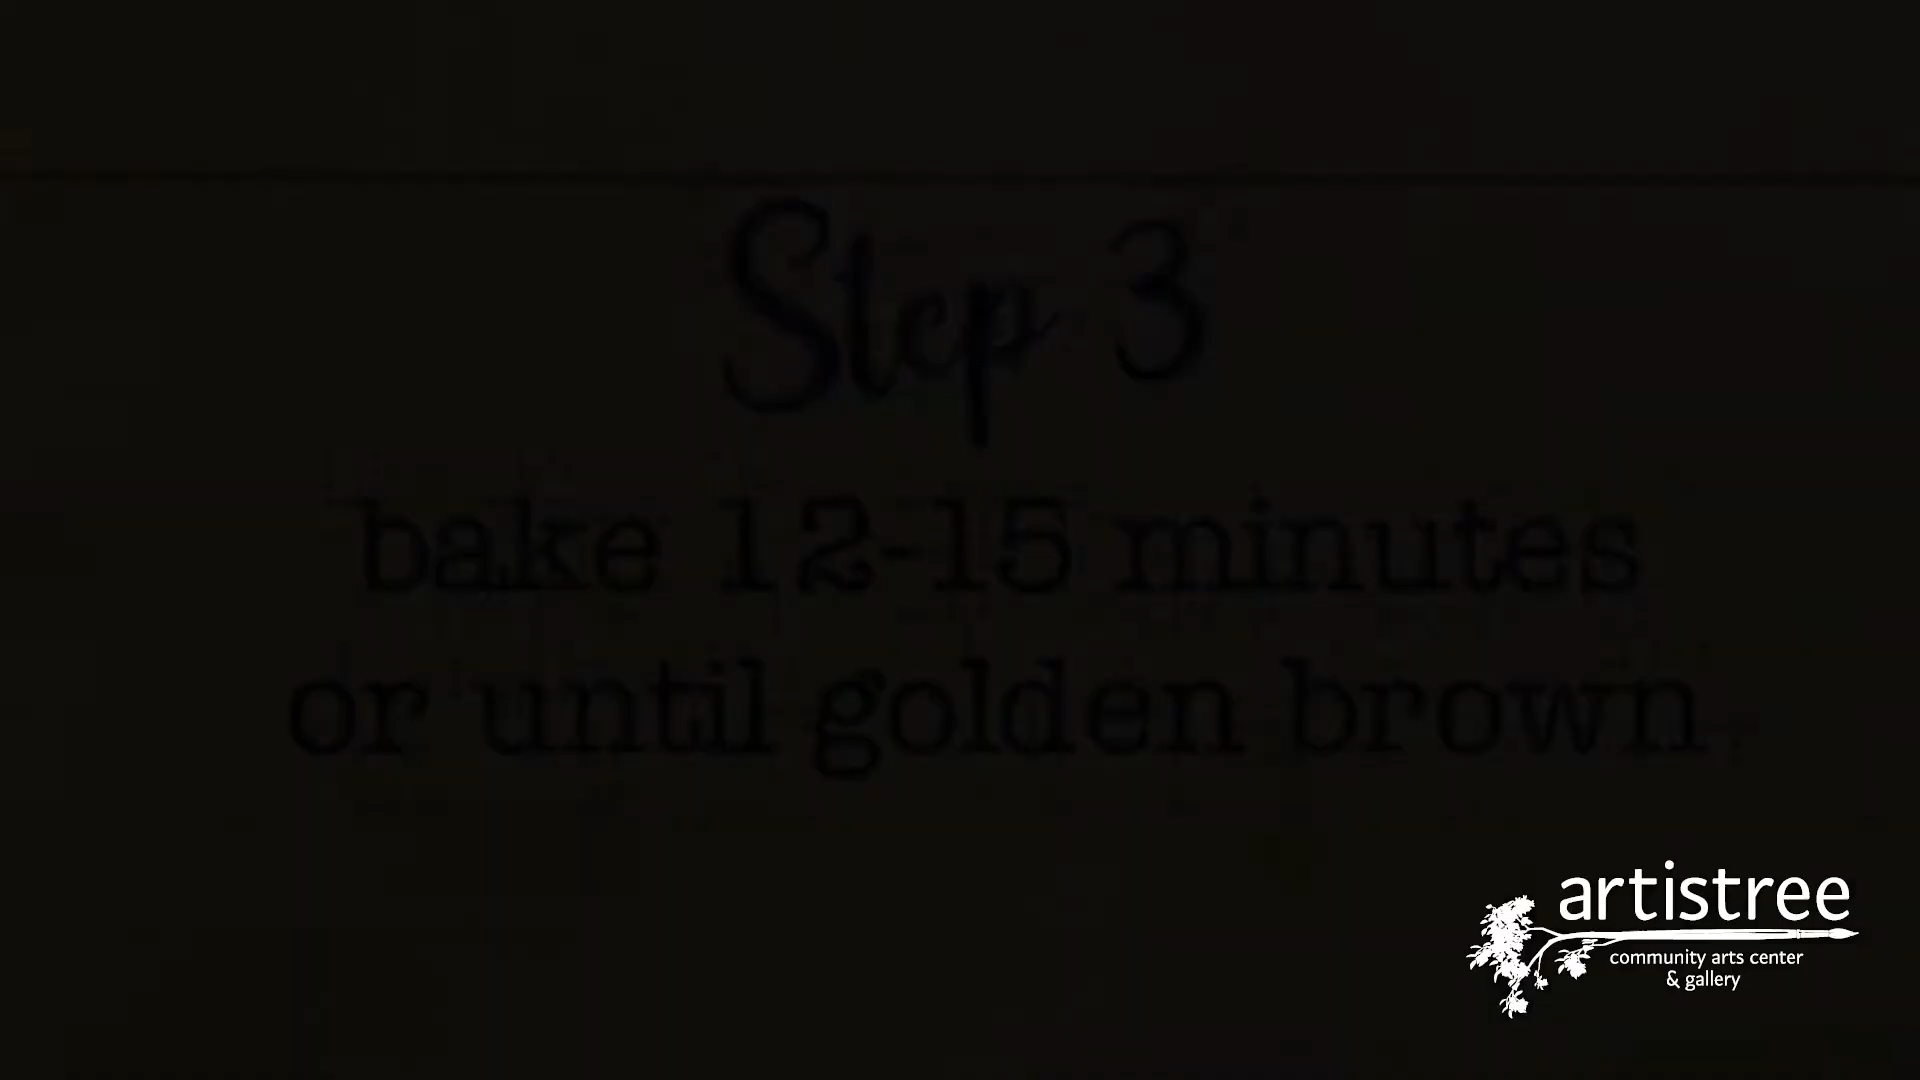 Step 3
bake 12-15 minutes
or until golden brown
artistree
community arts center
& gallery